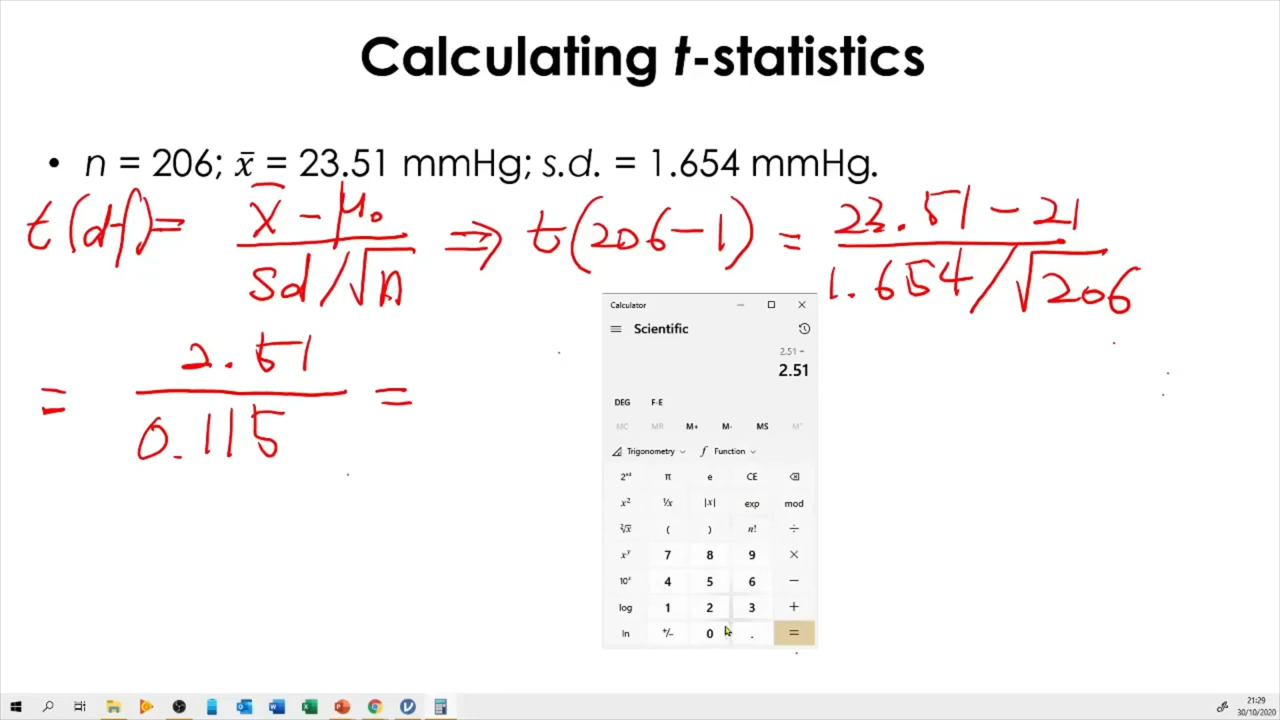 Calculating t-statistics
• n = 206; x̄ = 23.51 mmHg; s.d. = 1.654 mmHg.
t(df) = (x̄ - μ₀) / (sd/√n) ⇒ t(206-1) = (23.51 - 21) / (1.654/√206)
= 2.51 / 0.115 =
Calculator
Scientific
2.51 =
2.51
DEG F-E
MC MR M+ M- MS M˅
Trigonometry Function
2ⁿᵈ π e CE
x² ¹/x |x| exp mod
²√x ( ) n! ÷
xʸ 7 8 9 ×
10ˣ 4 5 6 −
log 1 2 3 +
ln +/− 0 . =
21:29
30/10/2020